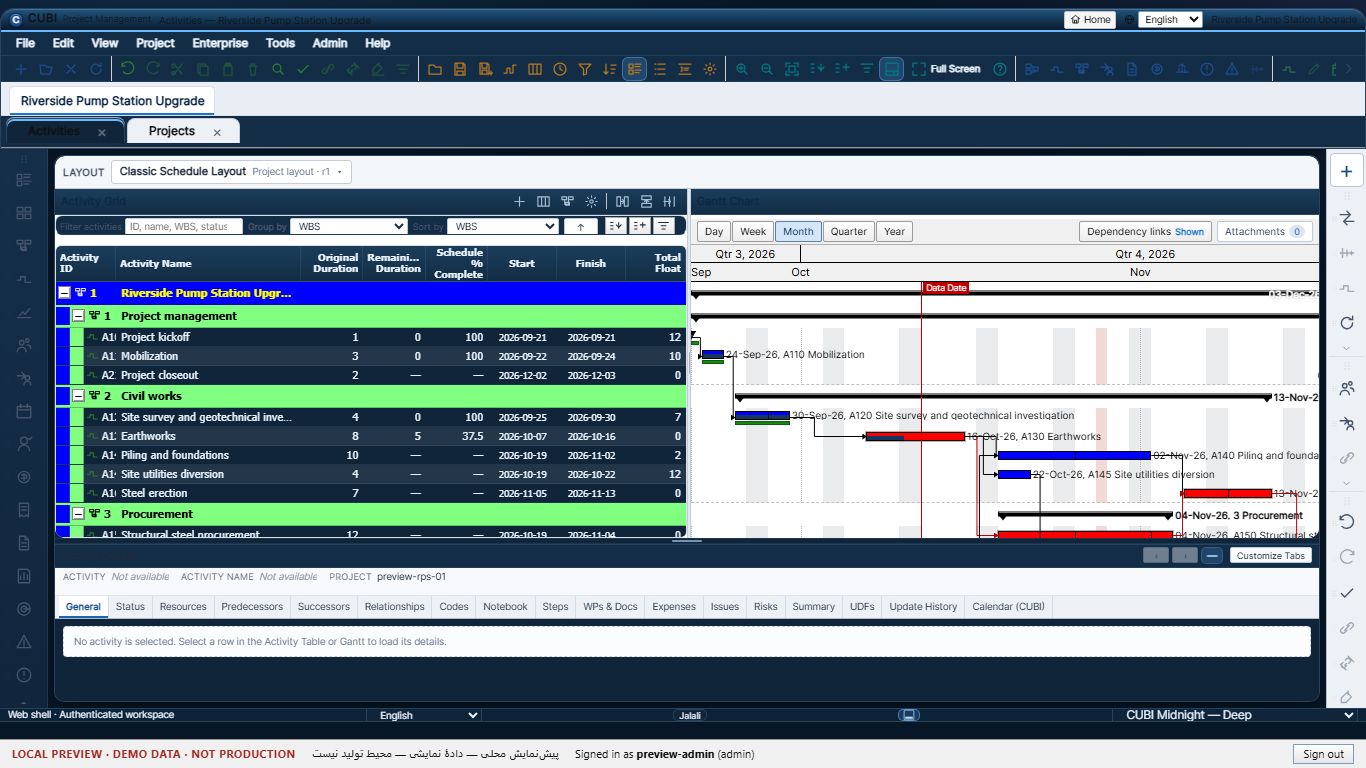 CUBI Project Management Activities — Riverside Pump Station Upgrade Home English Riverside Pump Station Upgrade
File Edit View Project Enterprise Tools Admin Help
Full Screen
Riverside Pump Station Upgrade
Activities × Projects ×
LAYOUT Classic Schedule Layout Project layout · r1
Activity Grid
Gantt Chart
Filter activities ID, name, WBS, status Group by WBS Sort by WBS
Day Week Month Quarter Year Dependency links Shown Attachments 0
Activity ID Activity Name Original Duration Remaini... Duration Schedule % Complete Start Finish Total Float
Qtr 3, 2026 Qtr 4, 2026
Sep Oct Nov
Data Date
1 Riverside Pump Station Upgr...
03-Dec-26
1 Project management
Project kickoff 1 0 100 2026-09-21 2026-09-21 12
Mobilization 3 0 100 2026-09-22 2026-09-24 10
24-Sep-26, A110 Mobilization
Project closeout 2 — — 2026-12-02 2026-12-03 0
2 Civil works
13-Nov-2
Site survey and geotechnical inve... 4 0 100 2026-09-25 2026-09-30 7
30-Sep-26, A120 Site survey and geotechnical investigation
Earthworks 8 5 37.5 2026-10-07 2026-10-16 0
16-Oct-26, A130 Earthworks
Piling and foundations 10 — — 2026-10-19 2026-11-02 2
02-Nov-26, A140 Piling and founda
Site utilities diversion 4 — — 2026-10-19 2026-10-22 12
22-Oct-26, A145 Site utilities diversion
Steel erection 7 — — 2026-11-05 2026-11-13 0
13-Nov-2
3 Procurement
04-Nov-26, 3 Procurement
Structural steel procurement 12 — — 2026-10-19 2026-11-04 0
04-Nov-26, A150 Structural st
Customize Tabs
ACTIVITY Not available ACTIVITY NAME Not available PROJECT preview-rps-01
General Status Resources Predecessors Successors Relationships Codes Notebook Steps WPs & Docs Expenses Issues Risks Summary UDFs Update History Calendar (CUBI)
No activity is selected. Select a row in the Activity Table or Gantt to load its details.
Web shell · Authenticated workspace English Jalali CUBI Midnight — Deep
LOCAL PREVIEW · DEMO DATA · NOT PRODUCTION پیش‌نمایش محلی — دادهٔ نمایشی — محیط تولید نیست Signed in as preview-admin (admin) Sign out